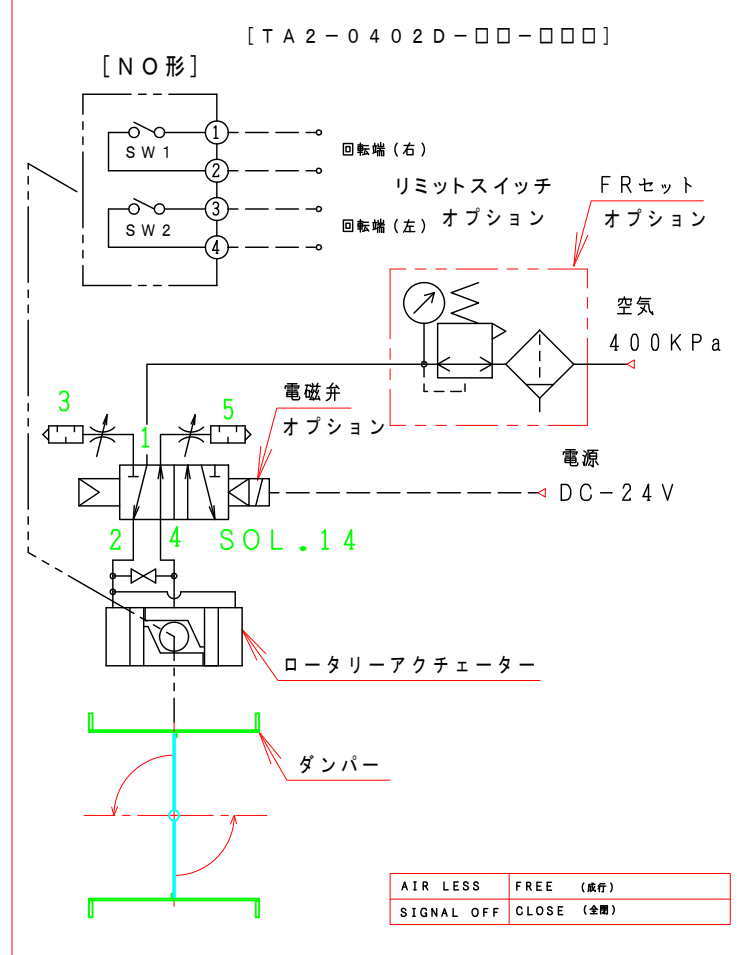 [TA2-0402D-□□-□□□]
[NO形]
SW1
①
②
SW2
③
④
回転端(右)
回転端(左)
リミットスイッチ
オプション
FRセット
オプション
空気
400KPa
電磁弁
オプション
電源
DC-24V
3
1
5
2
4
SOL.14
ロータリーアクチェーター
ダンパー
AIR LESS FREE (成行)
SIGNAL OFF CLOSE (全閉)